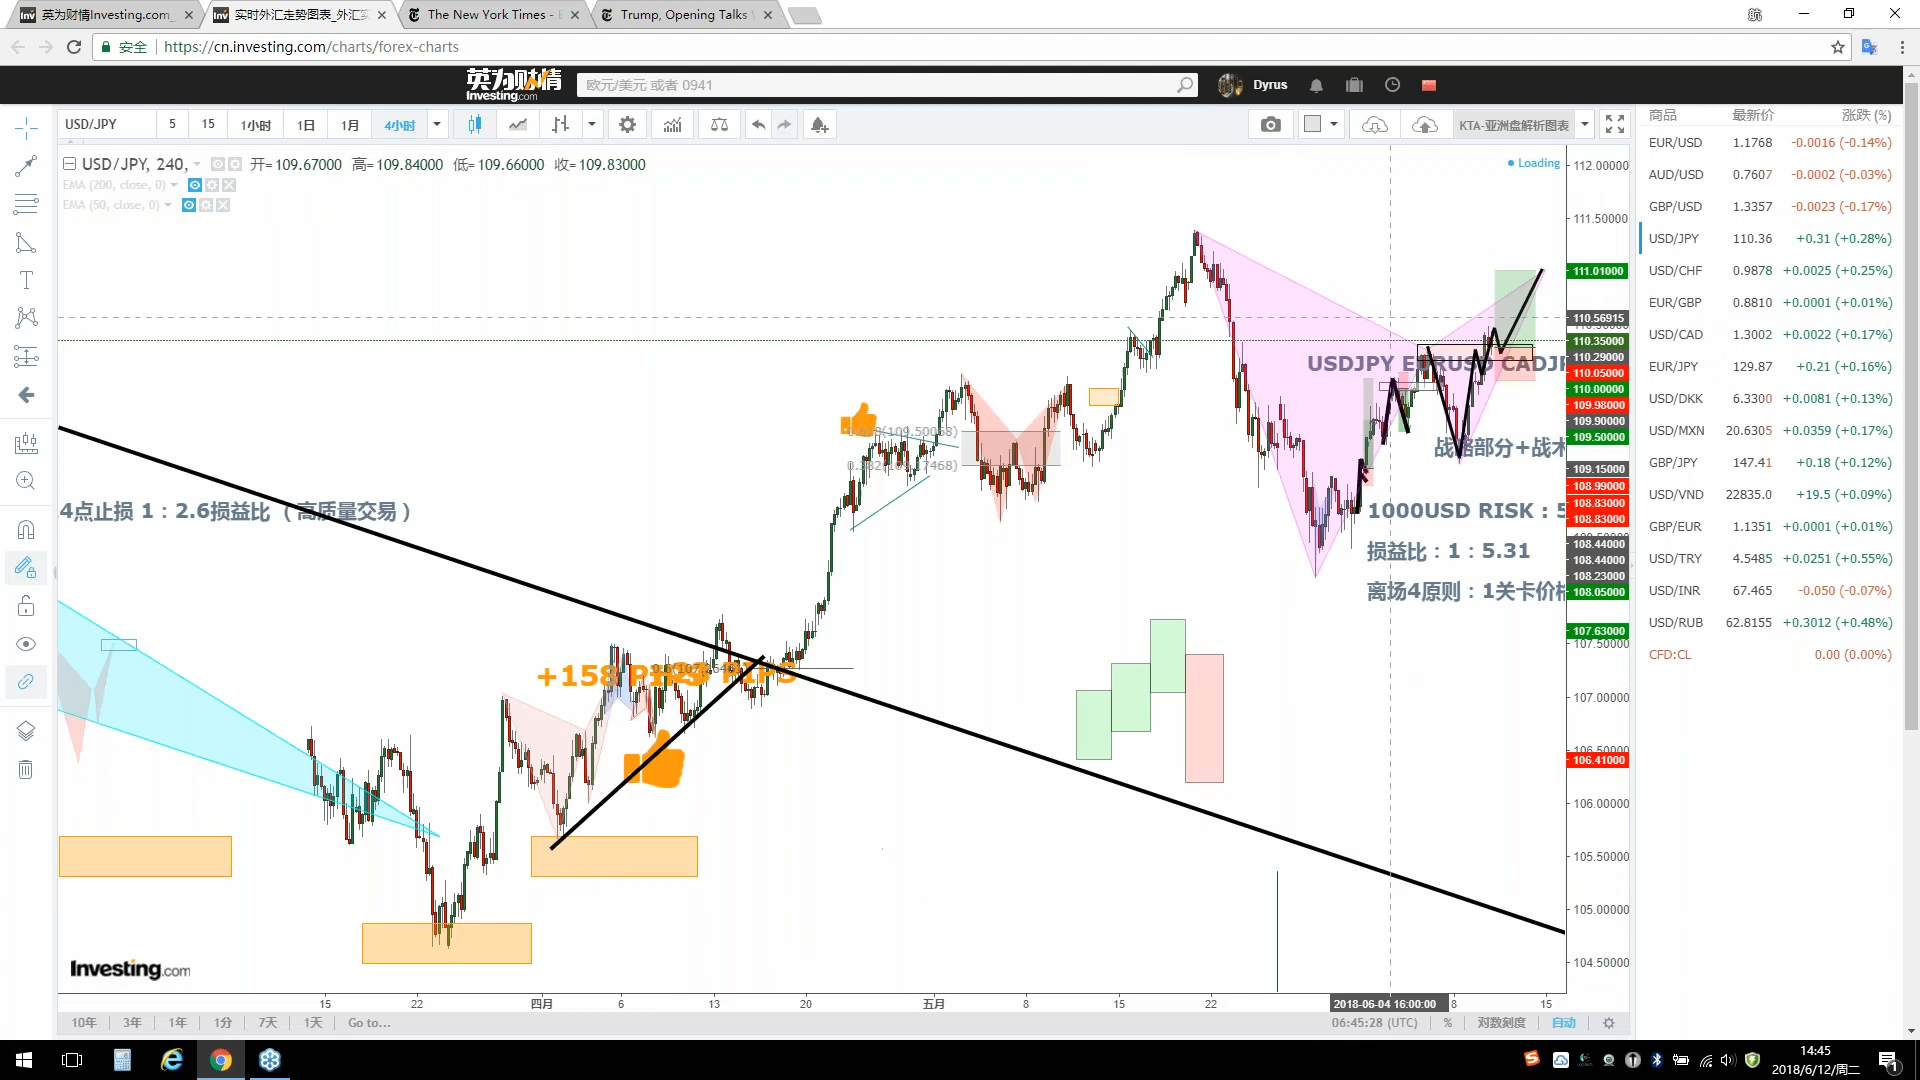 英为财情Investing.com_
实时外汇走势图表_外汇实
The New York Times -
Trump, Opening Talks
航
安全
https://cn.investing.com/charts/forex-charts
英为财情
Investing.com
欧元/美元 或者 0941
Dyrus
USD/JPY
5
15
1小时
1日
1月
4小时
KTA-亚洲盘解析图表
USD/JPY, 240,
开= 109.67000 高= 109.84000 低= 109.66000 收= 109.83000
EMA (200, close, 0)
EMA (50, close, 0)
Loading
112.00000
111.50000
111.01000
110.56915
110.35000
110.29000
110.05000
110.00000
109.98000
109.90000
109.50000
109.15000
108.99000
108.83000
108.83000
108.44000
108.44000
108.23000
108.05000
107.63000
107.50000
107.00000
106.50000
106.41000
106.00000
105.50000
105.00000
104.50000
USDJPY EURUSD CADJP
战略部分+战术
1000USD RISK : 5
损益比：1：5.31
离场4原则：1关卡价格
4点止损 1：2.6损益比 （ 高质量交易 ）
+158 PIPS
PIPS
Investing.com
15
22
四月
6
13
20
五月
8
15
22
2018-06-04 16:00:00
8
15
10年
3年
1年
1分
7天
1天
Go to...
06:45:28 (UTC)
%
对数刻度
自动
商品 最新价 涨跌 (%)
EUR/USD 1.1768 -0.0016 (-0.14%)
AUD/USD 0.7607 -0.0002 (-0.03%)
GBP/USD 1.3357 -0.0023 (-0.17%)
USD/JPY 110.36 +0.31 (+0.28%)
USD/CHF 0.9878 +0.0025 (+0.25%)
EUR/GBP 0.8810 +0.0001 (+0.01%)
USD/CAD 1.3002 +0.0022 (+0.17%)
EUR/JPY 129.87 +0.21 (+0.16%)
USD/DKK 6.3300 +0.0081 (+0.13%)
USD/MXN 20.6305 +0.0359 (+0.17%)
GBP/JPY 147.41 +0.18 (+0.12%)
USD/VND 22835.0 +19.5 (+0.09%)
GBP/EUR 1.1351 +0.0001 (+0.01%)
USD/TRY 4.5485 +0.0251 (+0.55%)
USD/INR 67.465 -0.050 (-0.07%)
USD/RUB 62.8155 +0.3012 (+0.48%)
CFD:CL 0.00 (0.00%)
14:45
2018/6/12/周二
1